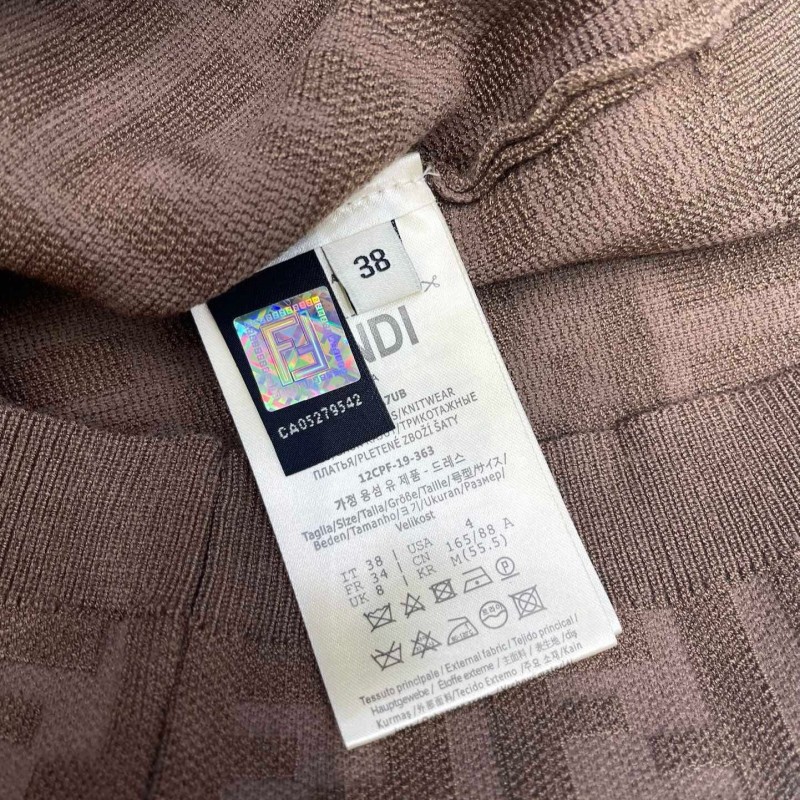 38
NDI
CA05279542
A
7UB
S/KNITWEAR
/ТРИКОТАЖНЫЕ
ПЛАТЬЯ/PLETENÉ ZBOŽÍ ŠATY
12CPF-19-363
가정 용섬 유 제품 - 드레스
Taglia/Size/Talla/Größe/Taille/号型/サイズ/
Beden/Tamanho/크기/Ukuran/Размер/
Velikost
IT 38 | USA 4
FR 34 | CN 165/88 A
UK 8 | KR M(55.5)
Tessuto principale / External fabric / Tejido principal /
Hauptgewebe / Étoffe externe / 主面料 / 表生地 / dış
Kurmaş / 外部面料/Tecido Externo /주요 소재/Kain